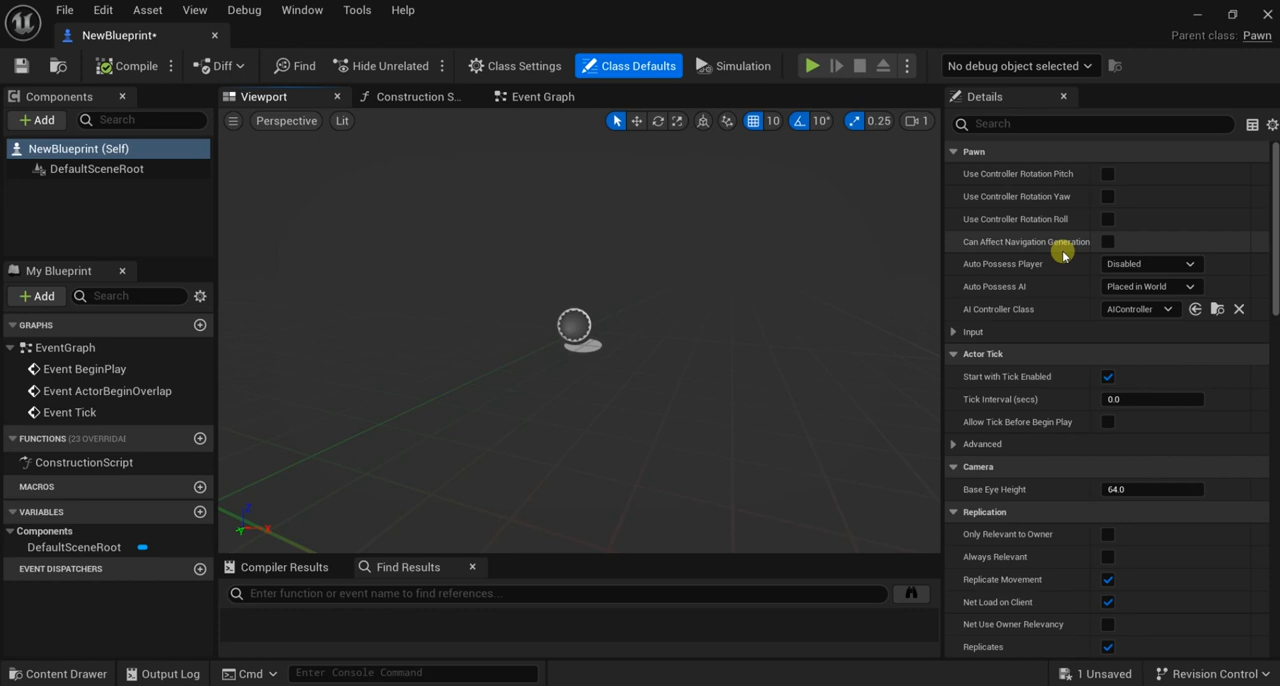 File Edit Asset View Debug Window Tools Help
NewBlueprint*
Parent class: Pawn
Compile Diff Find Hide Unrelated Class Settings Class Defaults Simulation No debug object selected
Components Viewport Construction S... Event Graph Details
+ Add Search Perspective Lit 10 10° 0.25 1 Search
NewBlueprint (Self)
DefaultSceneRoot
My Blueprint
+ Add Search
GRAPHS
EventGraph
Event BeginPlay
Event ActorBeginOverlap
Event Tick
FUNCTIONS (23 OVERRIDAI
ConstructionScript
MACROS
VARIABLES
Components
DefaultSceneRoot
EVENT DISPATCHERS
Z
X
Y
Compiler Results Find Results
Enter function or event name to find references...
Pawn
Use Controller Rotation Pitch
Use Controller Rotation Yaw
Use Controller Rotation Roll
Can Affect Navigation Generation
Auto Possess Player Disabled
Auto Possess AI Placed in World
AI Controller Class AIController
Input
Actor Tick
Start with Tick Enabled
Tick Interval (secs) 0.0
Allow Tick Before Begin Play
Advanced
Camera
Base Eye Height 64.0
Replication
Only Relevant to Owner
Always Relevant
Replicate Movement
Net Load on Client
Net Use Owner Relevancy
Replicates
Content Drawer Output Log Cmd Enter Console Command 1 Unsaved Revision Control